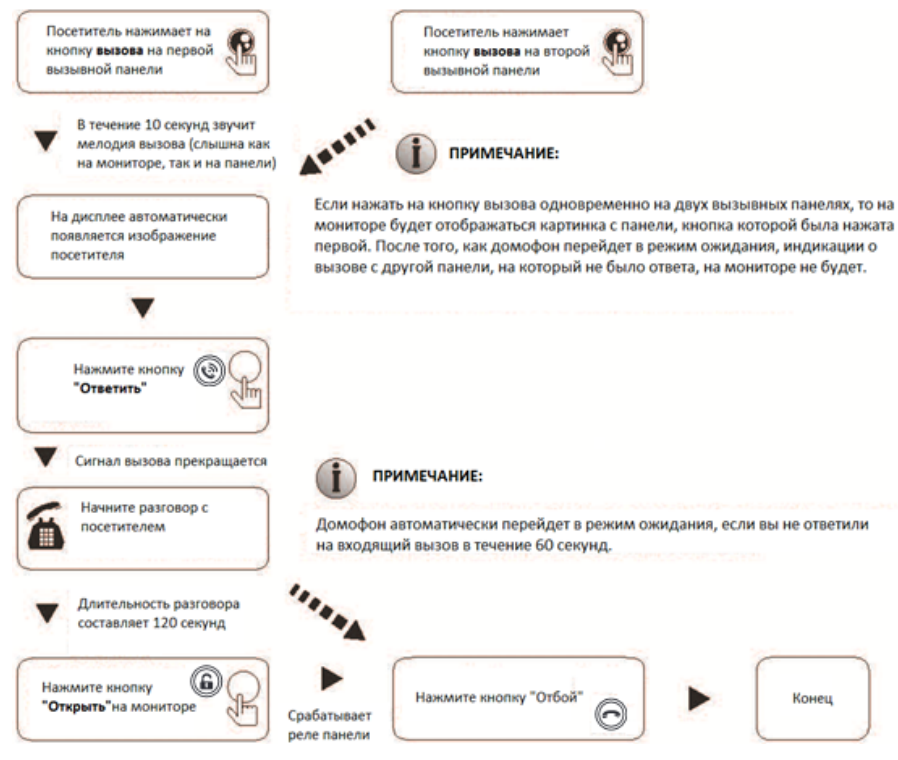 Посетитель нажимает на
кнопку вызова на первой
вызывной панели
Посетитель нажимает
кнопку вызова на второй
вызывной панели
В течение 10 секунд звучит
мелодия вызова (слышна как
на мониторе, так и на панели)
ПРИМЕЧАНИЕ:
Если нажать на кнопку вызова одновременно на двух вызывных панелях, то на
мониторе будет отображаться картинка с панели, кнопка которой была нажата
первой. После того, как домофон перейдет в режим ожидания, индикации о
вызове с другой панели, на который не было ответа, на мониторе не будет.
На дисплее автоматически
появляется изображение
посетителя
Нажмите кнопку
"Ответить"
Сигнал вызова прекращается
ПРИМЕЧАНИЕ:
Домофон автоматически перейдет в режим ожидания, если вы не ответили
на входящий вызов в течение 60 секунд.
Начните разговор с
посетителем
Длительность разговора
составляет 120 секунд
Нажмите кнопку
"Открыть"на мониторе
Срабатывает
реле панели
Нажмите кнопку "Отбой"
Конец